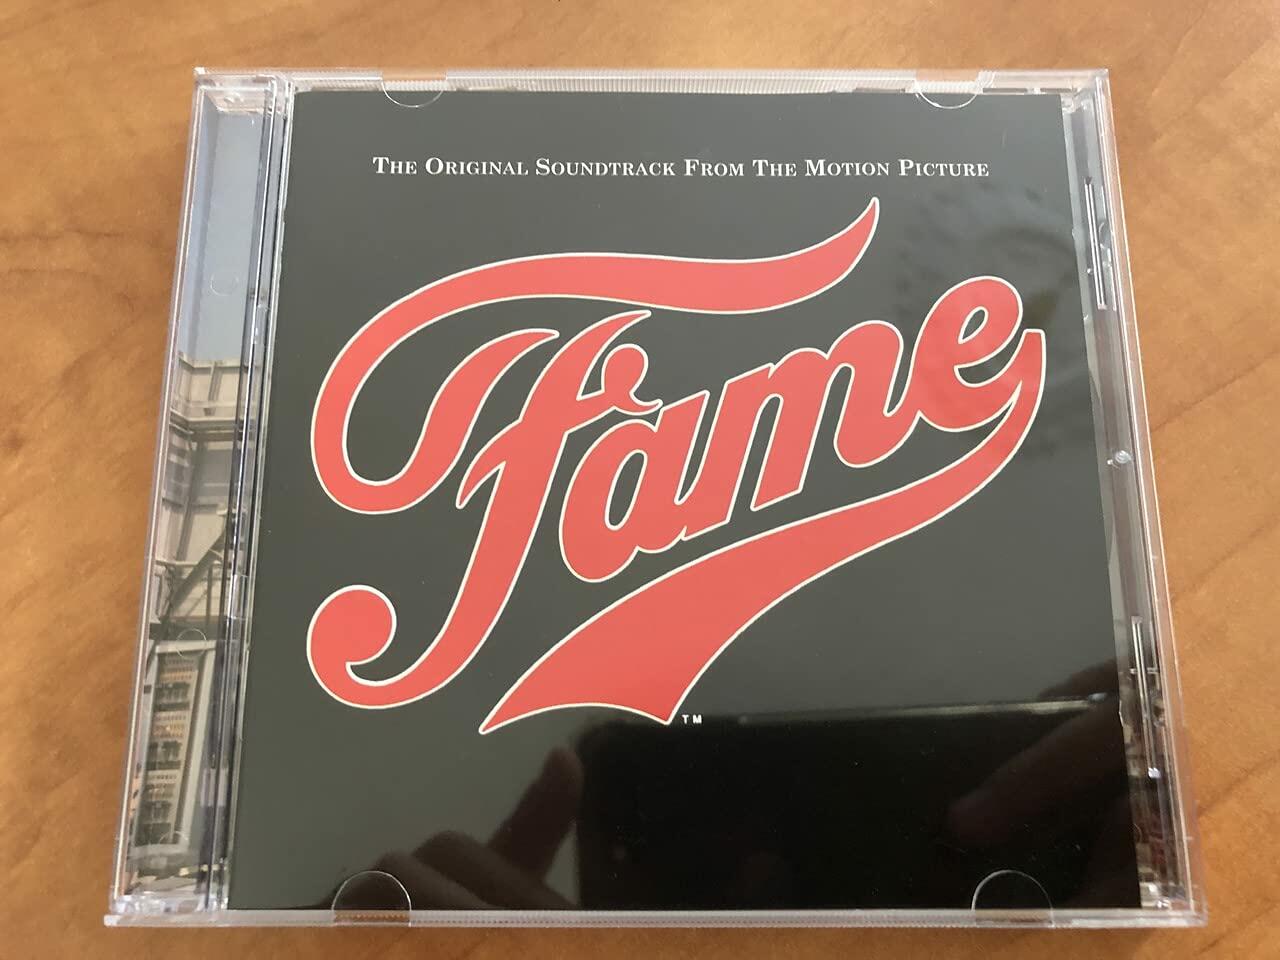 THE ORIGINAL SOUNDTRACK FROM THE MOTION PICTURE
Fame
TM